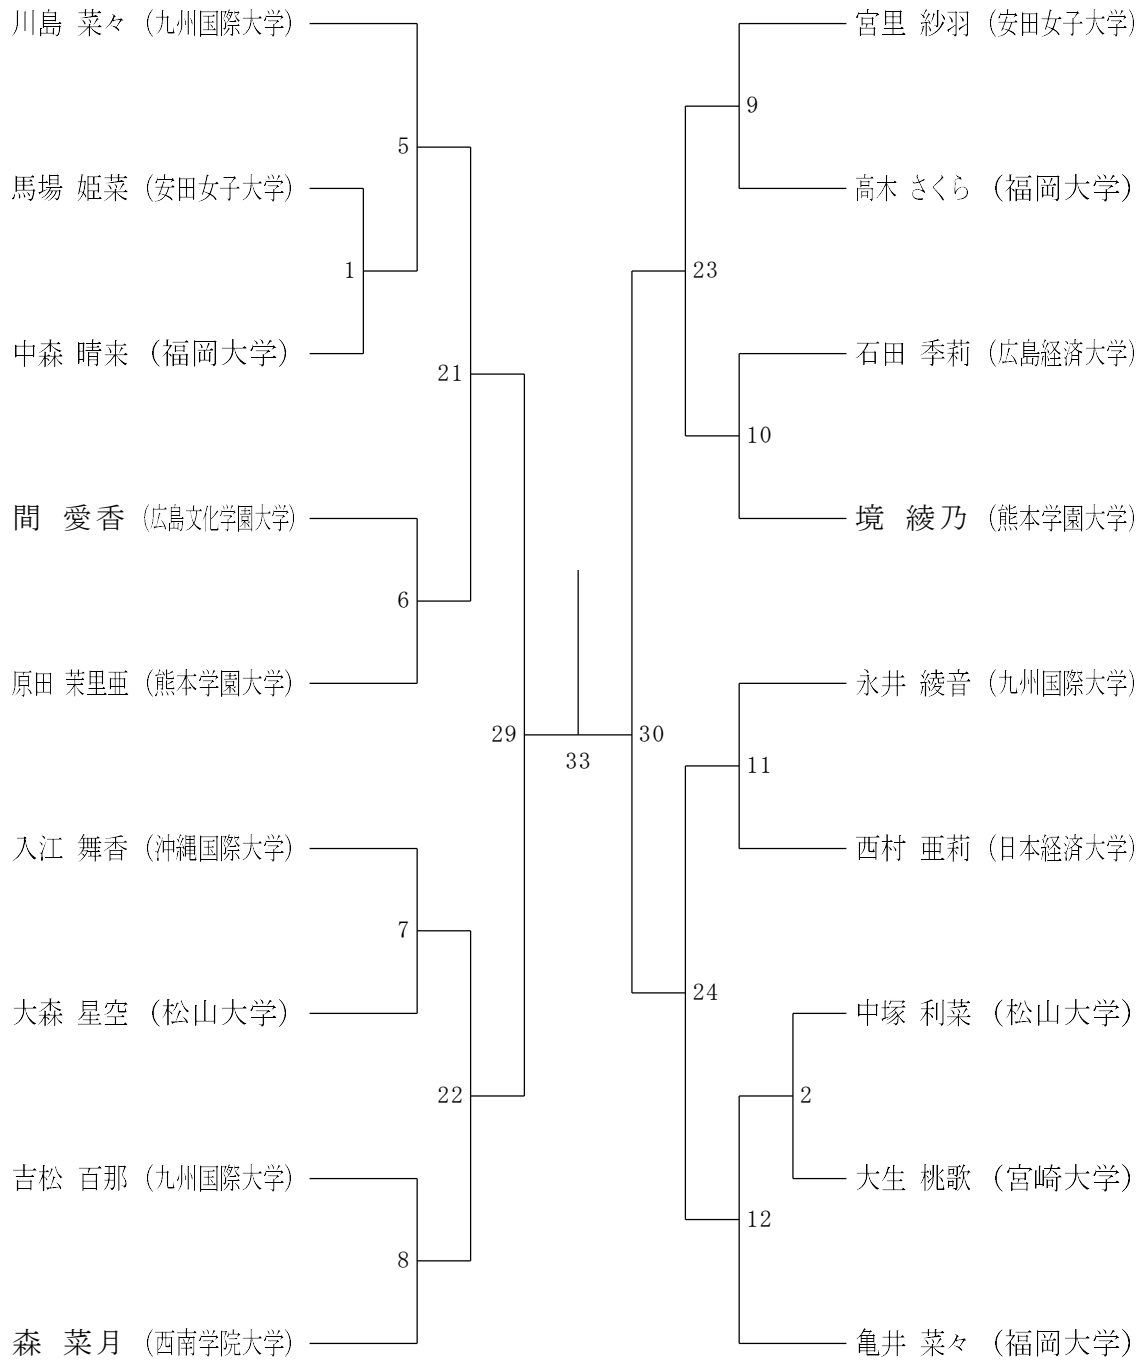 川島 菜々 (九州国際大学)
5
馬場 姫菜 (安田女子大学)
1
中森 晴来 (福岡大学)
21
間 愛香 (広島文化学園大学)
6
原田 茉里亜 (熊本学園大学)
29
入江 舞香 (沖縄国際大学)
7
大森 星空 (松山大学)
22
吉松 百那 (九州国際大学)
8
森 菜月 (西南学院大学)
33
宮里 紗羽 (安田女子大学)
9
高木 さくら (福岡大学)
23
石田 季莉 (広島経済大学)
10
境 綾乃 (熊本学園大学)
30
永井 綾音 (九州国際大学)
11
西村 亜莉 (日本経済大学)
24
中塚 利菜 (松山大学)
2
大生 桃歌 (宮崎大学)
12
亀井 菜々 (福岡大学)